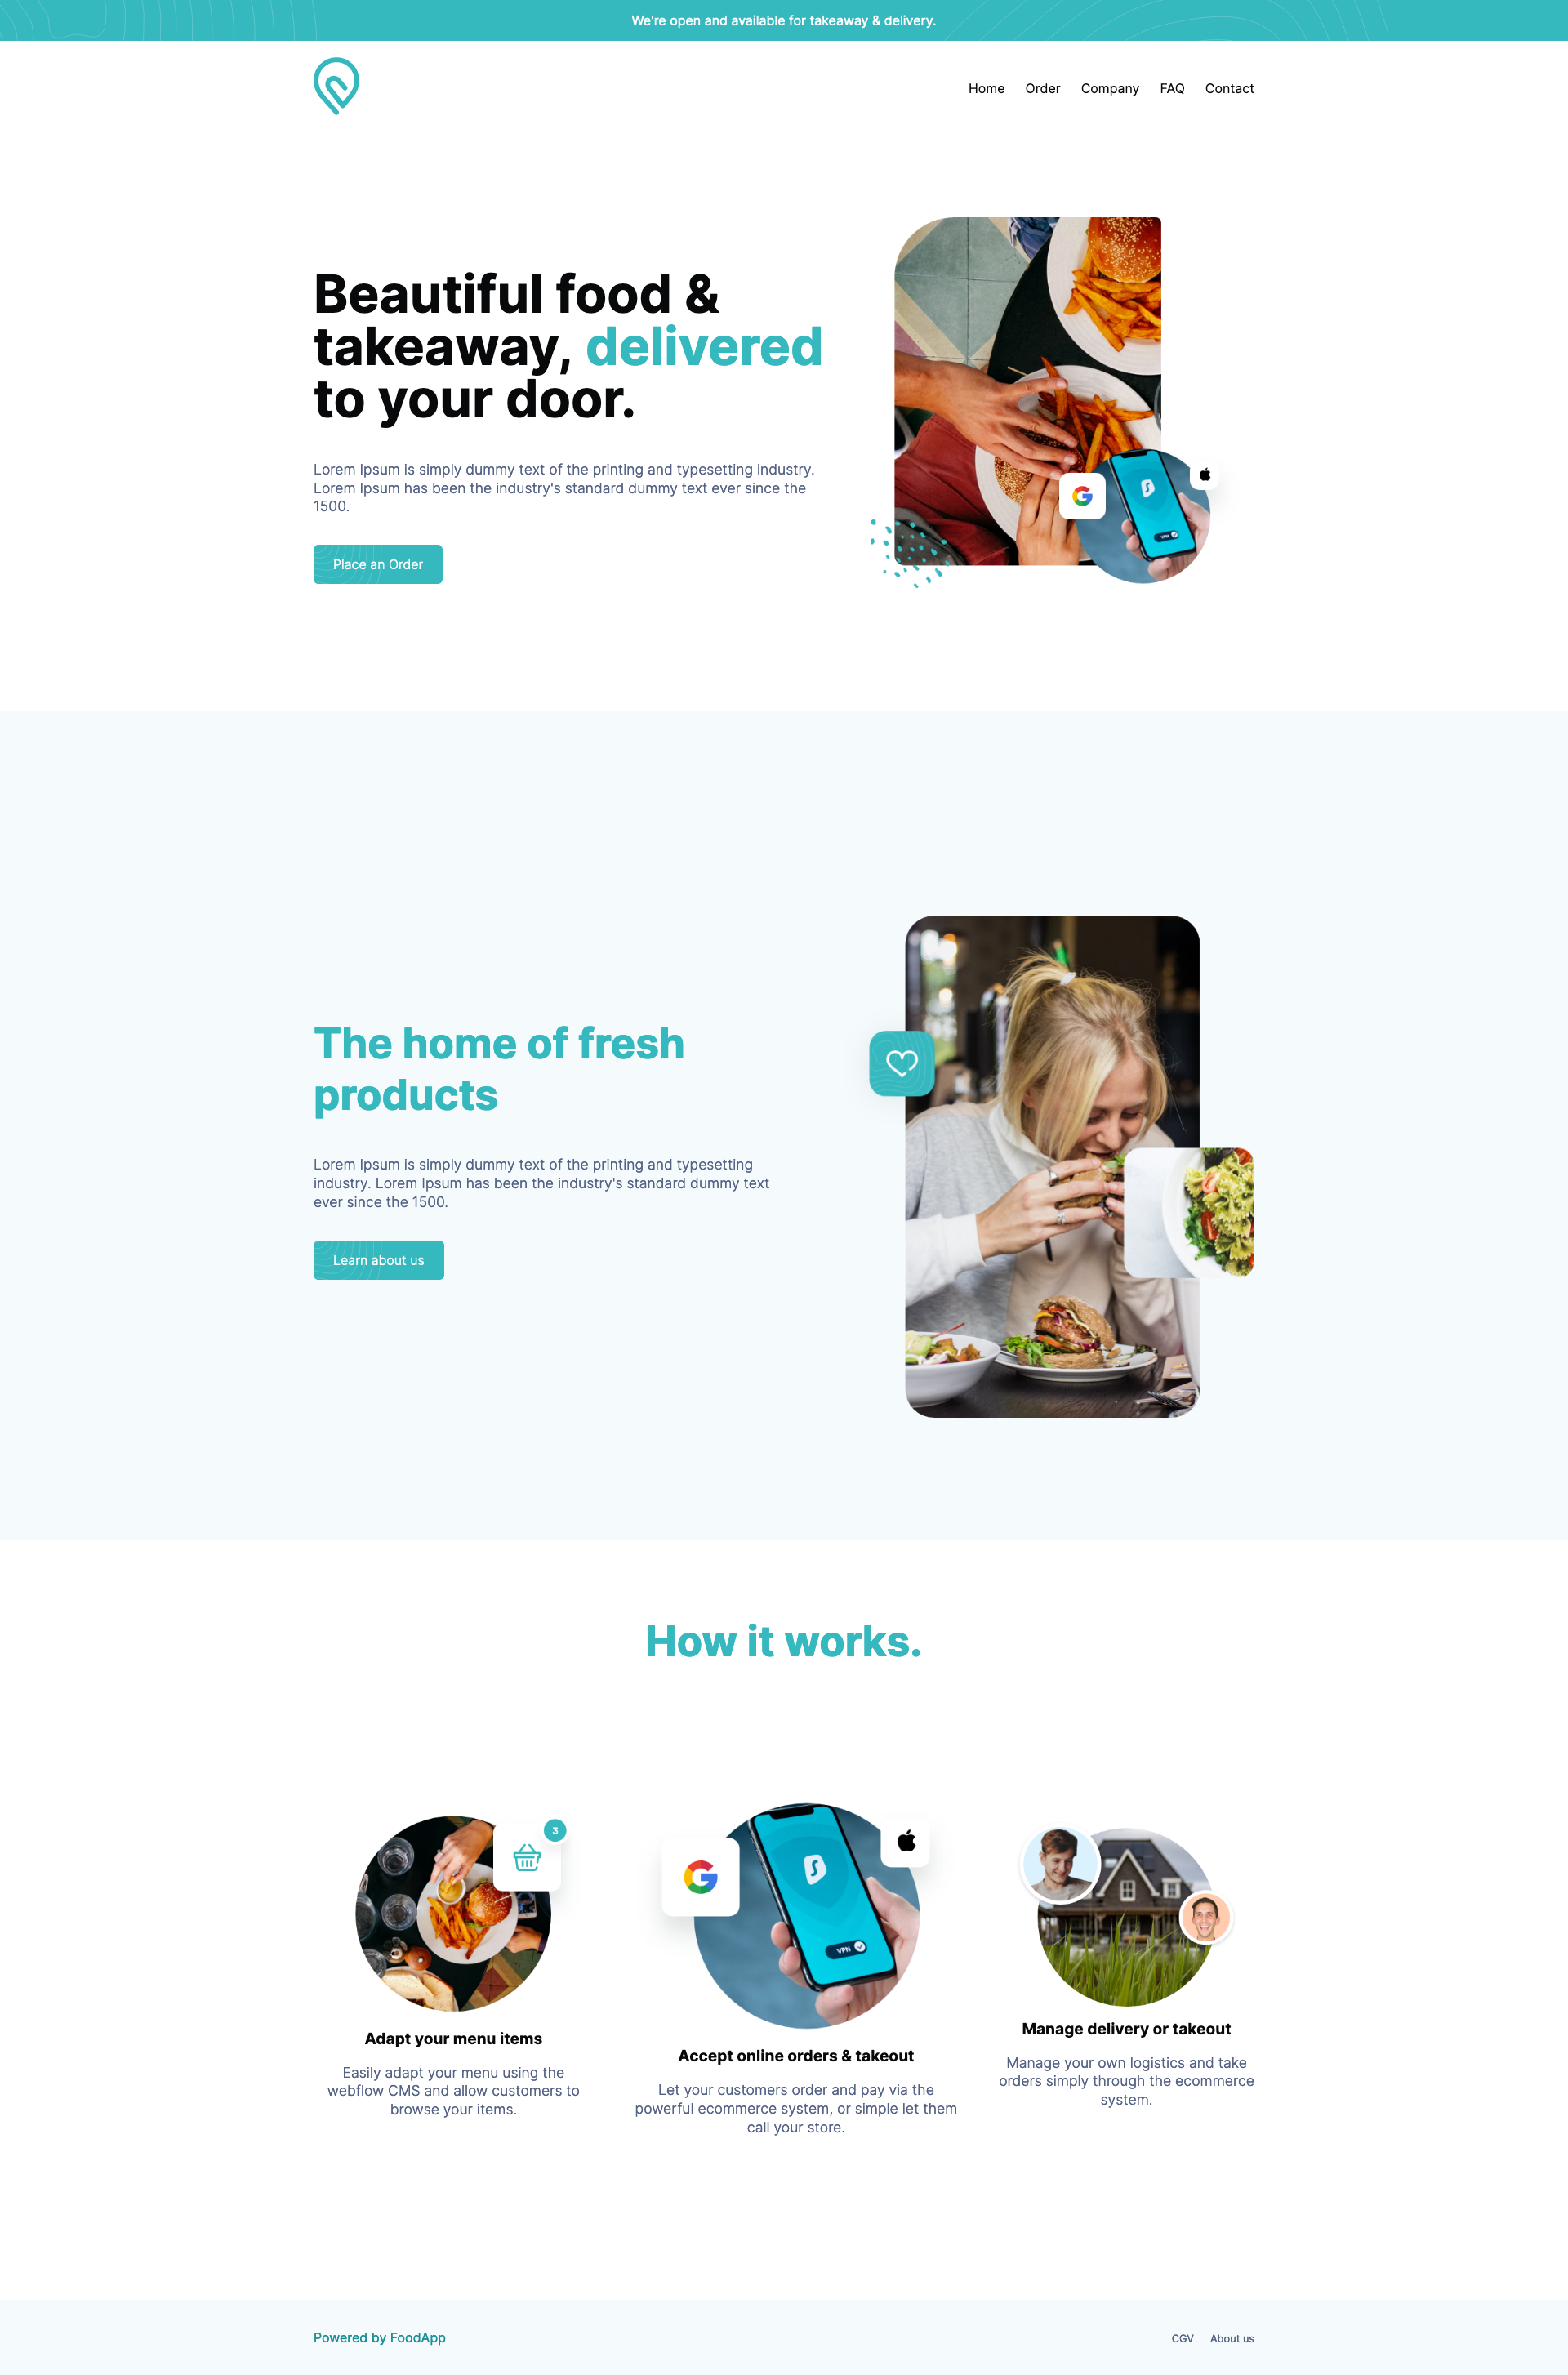 We're open and available for takeaway & delivery.
Home Order Company FAQ Contact
Beautiful food &
takeaway, delivered
to your door.
Lorem Ipsum is simply dummy text of the printing and typesetting industry.
Lorem Ipsum has been the industry's standard dummy text ever since the
1500.
Place an Order
VPN
The home of fresh
products
Lorem Ipsum is simply dummy text of the printing and typesetting
industry. Lorem Ipsum has been the industry's standard dummy text
ever since the 1500.
Learn about us
How it works.
3
Adapt your menu items
Easily adapt your menu using the
webflow CMS and allow customers to
browse your items.
G
VPN
Accept online orders & takeout
Let your customers order and pay via the
powerful ecommerce system, or simple let them
call your store.
Manage delivery or takeout
Manage your own logistics and take
orders simply through the ecommerce
system.
Powered by FoodApp
CGV About us